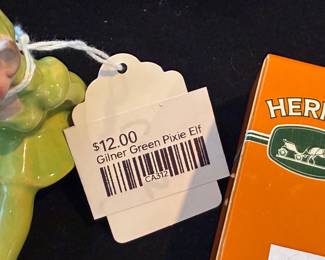 $12.00
Gilner Green Pixie Elf
CA312
HER